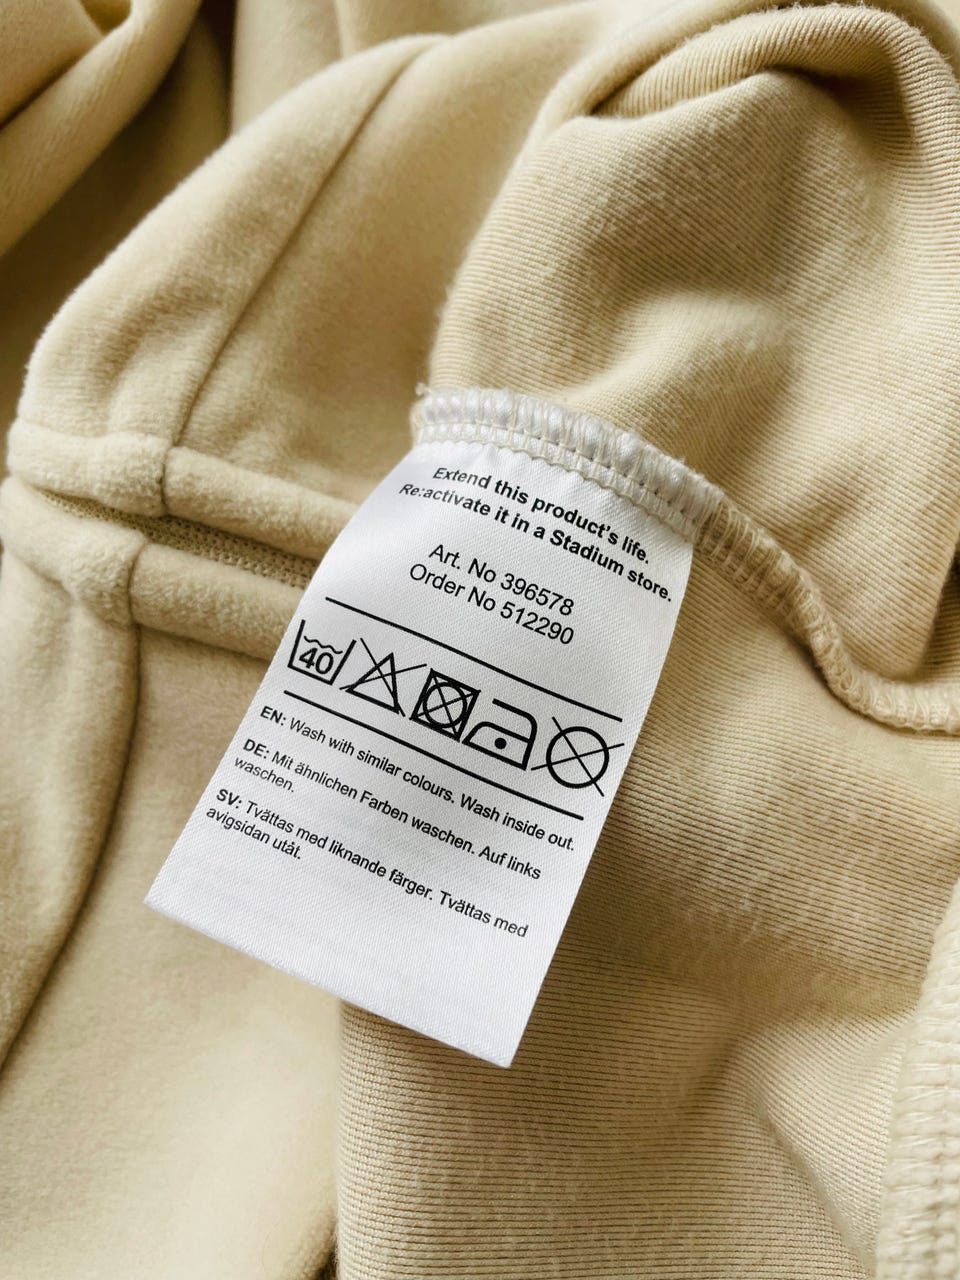 Extend this product's life.
Re:activate it in a Stadium store.
Art. No 396578
Order No 512290
40
EN: Wash with similar colours. Wash inside out.
DE: Mit ähnlichen Farben waschen. Auf links
waschen.
SV: Tvättas med liknande färger. Tvättas med
avigsidan utåt.